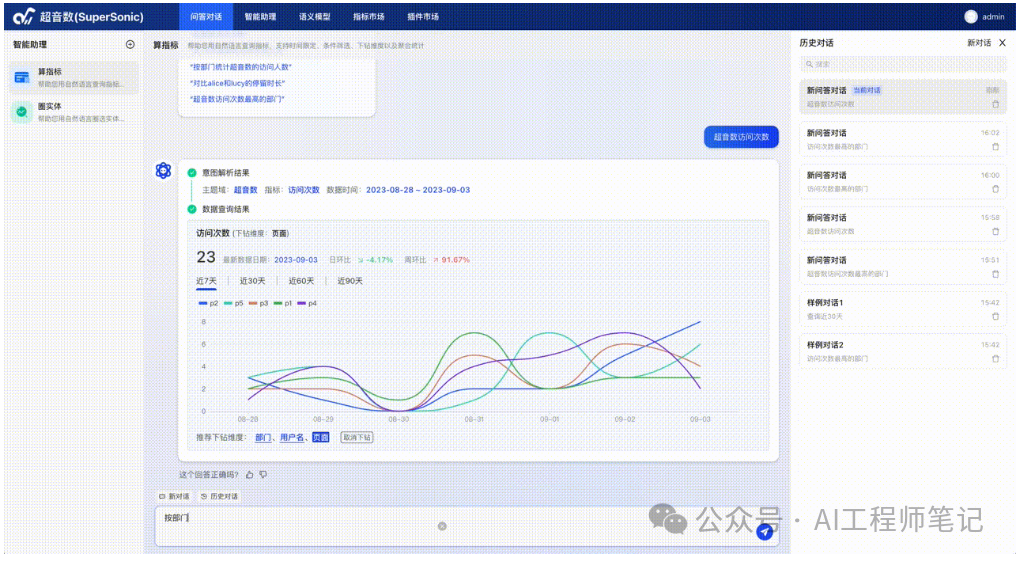 超音数(SuperSonic)
问答对话 智能助理 语义模型 指标市场 插件市场
admin
智能助理
算指标
帮助您用自然语言查询指标...
圈实体
帮助您用自然语言圈选实体...
算指标 帮助您用自然语言查询指标，支持时间限定、条件筛选、下钻维度以及聚合统计
"按部门统计超音数的访问人数"
"对比alice和lucy的停留时长"
"超音数访问次数最高的部门"
超音数访问次数
意图解析结果
主题域: 超音数 指标: 访问次数 数据时间: 2023-08-28 ~ 2023-09-03
数据查询结果
访问次数 (下钻维度: 页面)
23 最新数据日期: 2023-09-03 日环比 -4.17% 周环比 91.67%
近7天 近30天 近60天 近90天
p2 p5 p3 p1 p4
8
6
4
2
0
08-28 08-29 08-30 08-31 09-01 09-02 09-03
推荐下钻维度: 部门、用户名、页面 取消下钻
这个回答正确吗?
新对话 历史对话
按部门
历史对话 新对话
搜索
新问答对话 当前对话 刚刚
超音数访问次数
新问答对话 16:02
访问次数最高的部门
新问答对话 16:00
访问次数最高的部门
新问答对话 15:58
超音数访问次数
新问答对话 15:51
超音数访问次数最高的部门
样例对话1 15:42
查询近30天
样例对话2 15:42
访问次数最高的部门
公众号 · AI工程师笔记